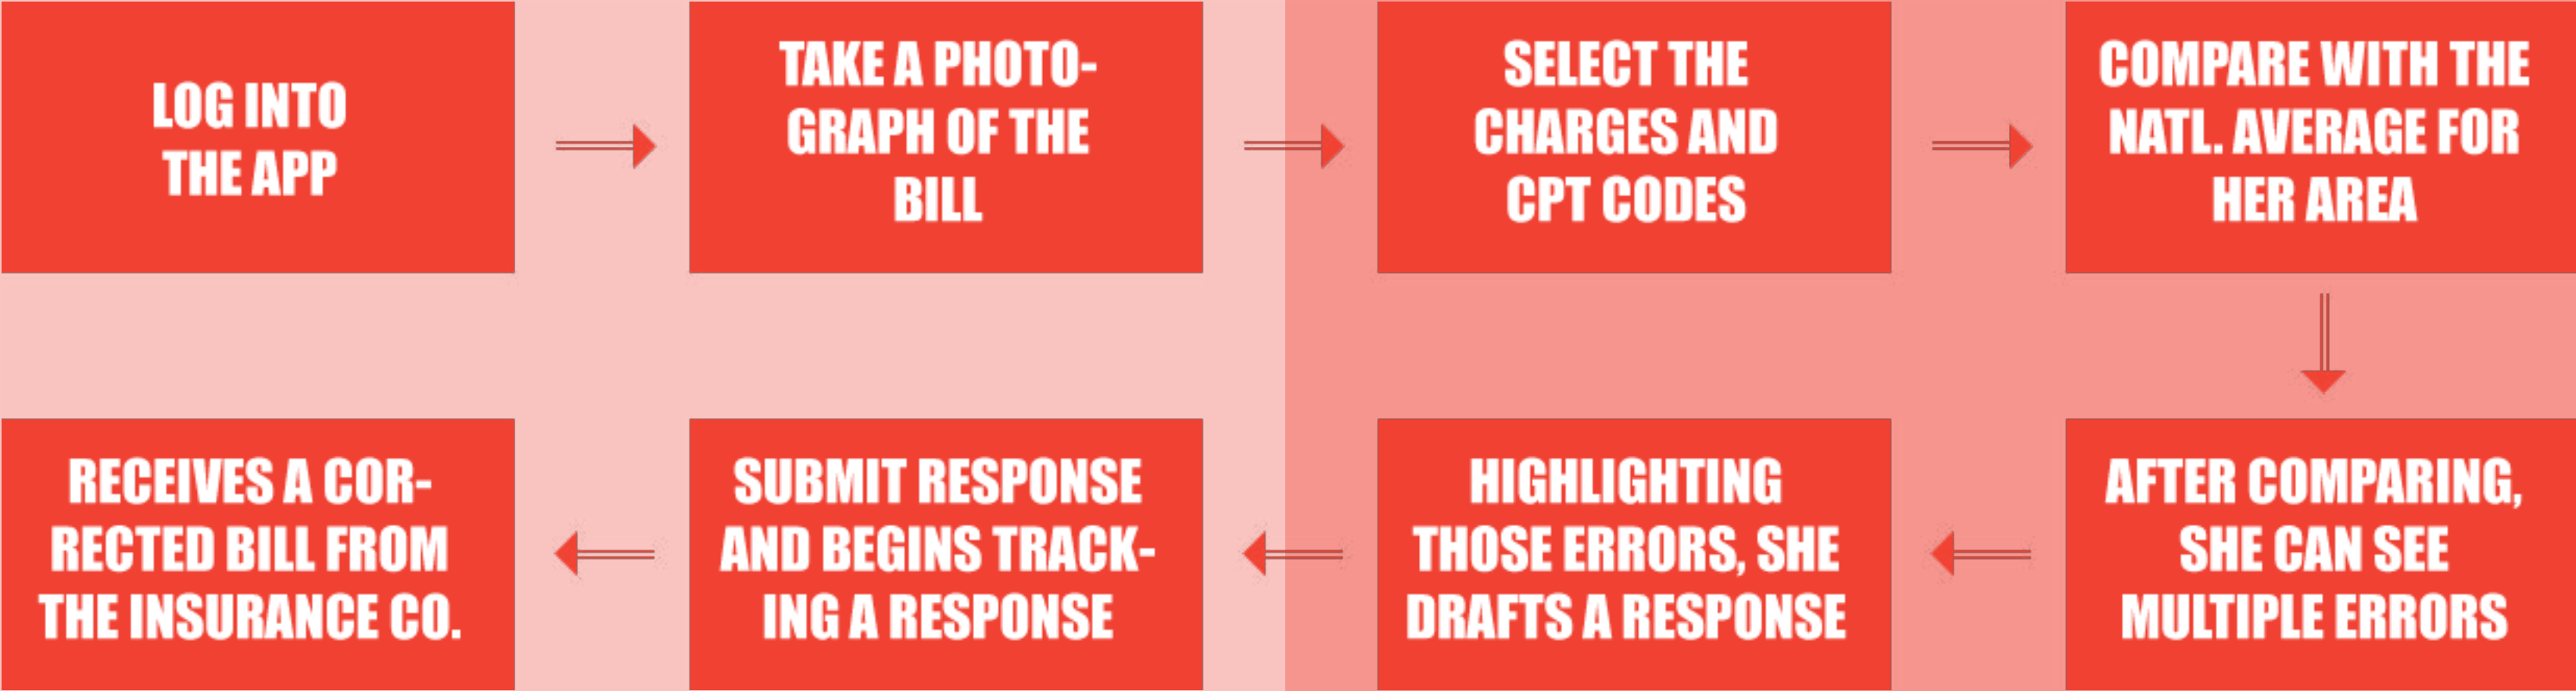 LOG INTO
THE APP
TAKE A PHOTO-
GRAPH OF THE
BILL
SELECT THE
CHARGES AND
CPT CODES
COMPARE WITH THE
NATL. AVERAGE FOR
HER AREA
AFTER COMPARING,
SHE CAN SEE
MULTIPLE ERRORS
HIGHLIGHTING
THOSE ERRORS, SHE
DRAFTS A RESPONSE
SUBMIT RESPONSE
AND BEGINS TRACK-
ING A RESPONSE
RECEIVES A COR-
RECTED BILL FROM
THE INSURANCE CO.